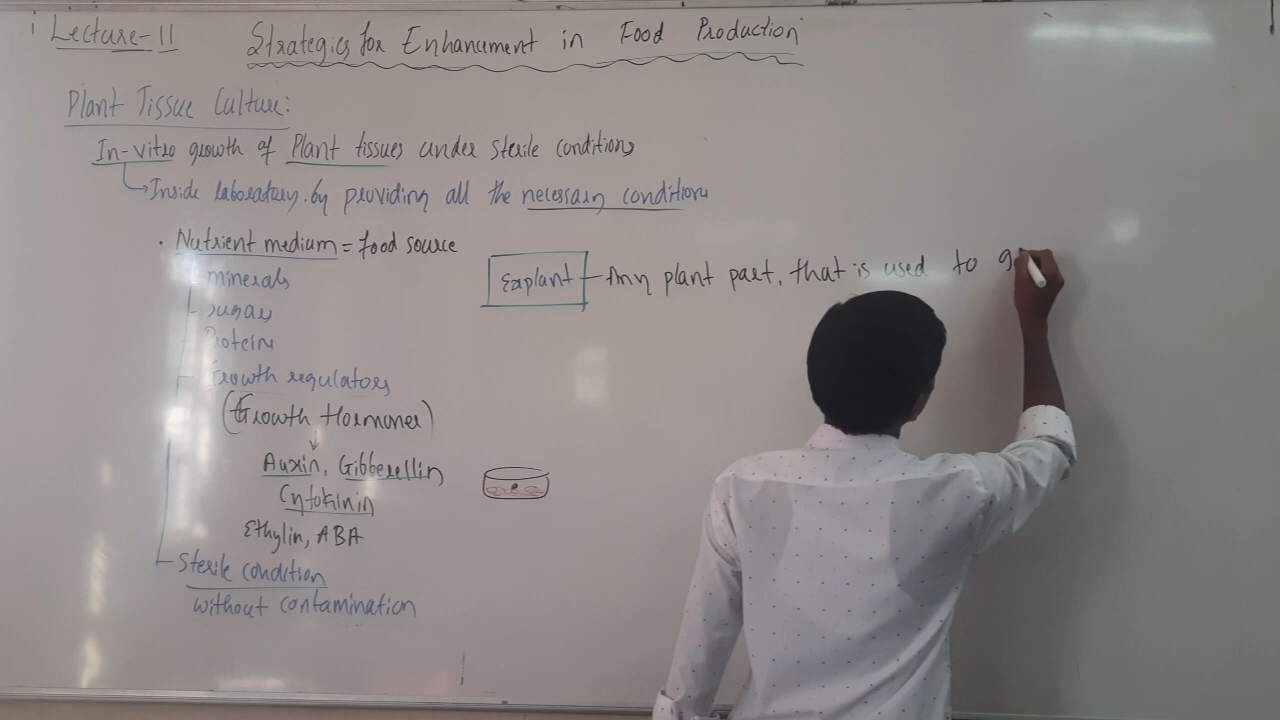 Lecture-11
Strategies for Enhancement in Food Production
Plant Tissue Culture:
In-vitro growth of Plant tissues under sterile conditions
Inside laboratory. by providing all the necessary conditions
. Nutrient medium = food source
minerals
Sugars
Protein
Growth regulators
(Growth Hormones)
Auxin, Gibberellin
Cytokinin
Ethylin, ABA
Sterile condition
without contamination
Explant - Any plant part, that is used to g